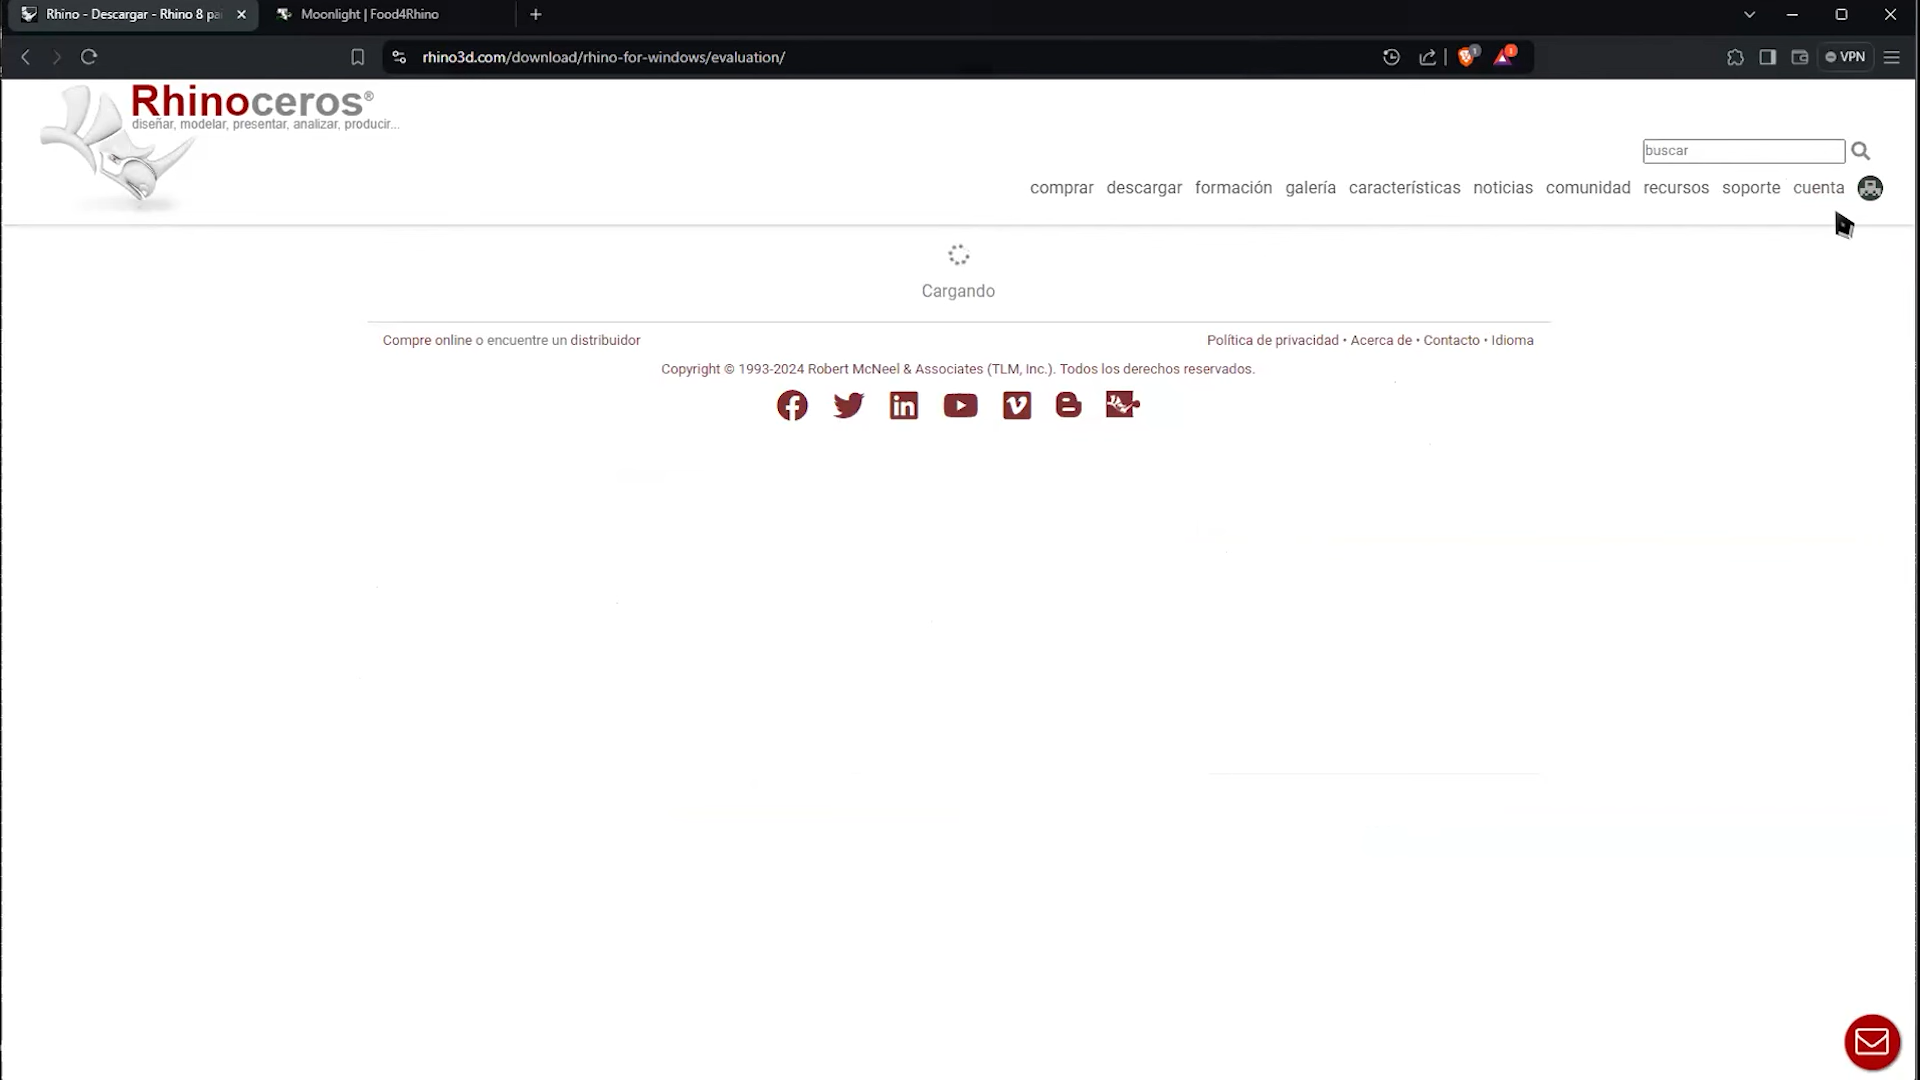 Rhino - Descargar - Rhino 8 pa
Moonlight | Food4Rhino
rhino3d.com/download/rhino-for-windows/evaluation/
VPN
Rhinoceros®
diseñar, modelar, presentar, analizar, producir...
buscar
comprar descargar formación galería características noticias comunidad recursos soporte cuenta
Cargando
Compre online o encuentre un distribuidor
Política de privacidad • Acerca de • Contacto • Idioma
Copyright © 1993-2024 Robert McNeel & Associates (TLM, Inc.). Todos los derechos reservados.